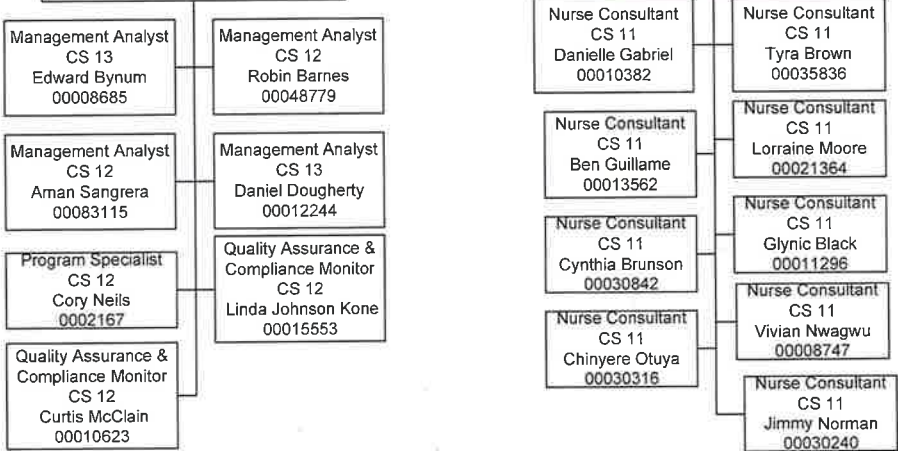 Management Analyst
CS 13
Edward Bynum
00008685
Management Analyst
CS 12
Robin Barnes
00048779
Management Analyst
CS 12
Aman Sangrera
00083115
Management Analyst
CS 13
Daniel Dougherty
00012244
Program Specialist
CS 12
Cory Neils
0002167
Quality Assurance &
Compliance Monitor
CS 12
Linda Johnson Kone
00015553
Quality Assurance &
Compliance Monitor
CS 12
Curtis McClain
00010623
Nurse Consultant
CS 11
Danielle Gabriel
00010382
Nurse Consultant
CS 11
Tyra Brown
00035836
Nurse Consultant
CS 11
Ben Guillame
00013562
Nurse Consultant
CS 11
Lorraine Moore
00021364
Nurse Consultant
CS 11
Cynthia Brunson
00030842
Nurse Consultant
CS 11
Glynic Black
00011296
Nurse Consultant
CS 11
Chinyere Otuya
00030316
Nurse Consultant
CS 11
Vivian Nwagwu
00008747
Nurse Consultant
CS 11
Jimmy Norman
00030240